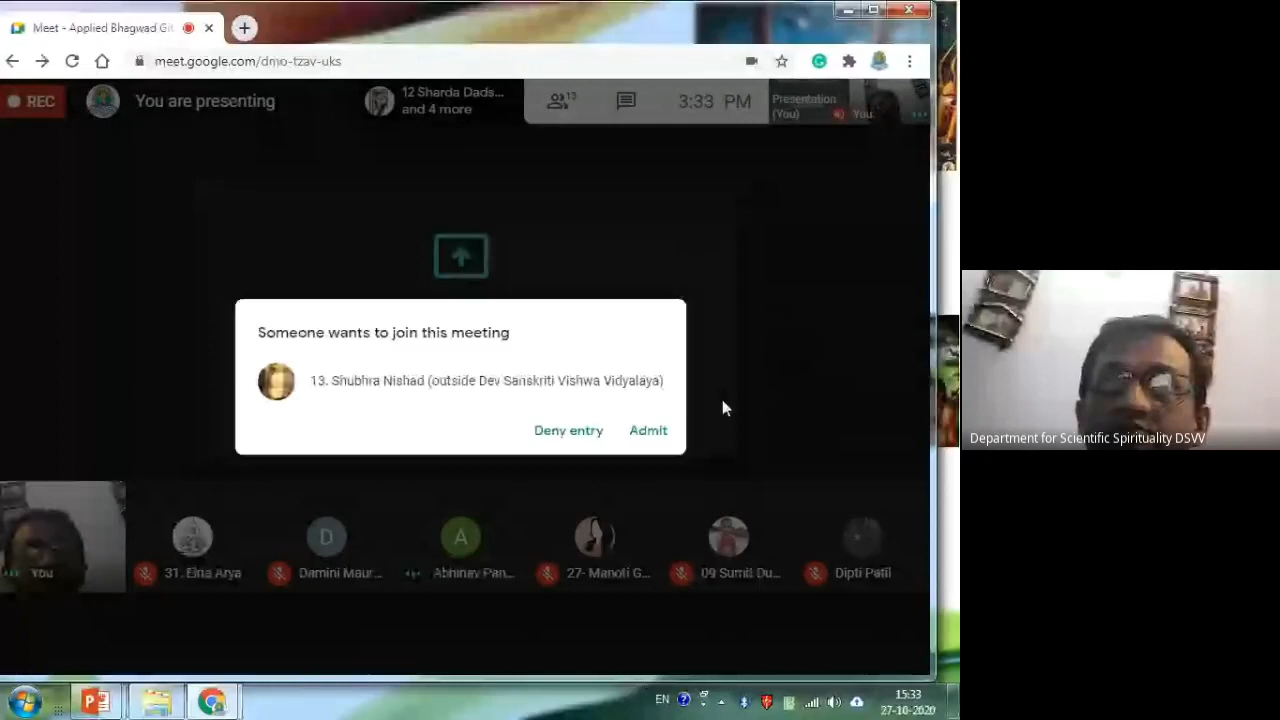 Meet - Applied Bhagwad Git
meet.google.com/dmo-tzav-uks
REC
You are presenting
12 Sharda Dads...
and 4 more
13
3:33 PM
Presentation
(You)
You
Someone wants to join this meeting
13. Shubhra Nishad (outside Dev Sanskriti Vishwa Vidyalaya)
Deny entry
Admit
Department for Scientific Spirituality DSVV
D
A
You
31. Ekta Arya
Damini Maur...
Abhinav Pan...
27- Manoti G...
09 Sumit Du...
Dipti Patil
EN
15:33
27-10-2020